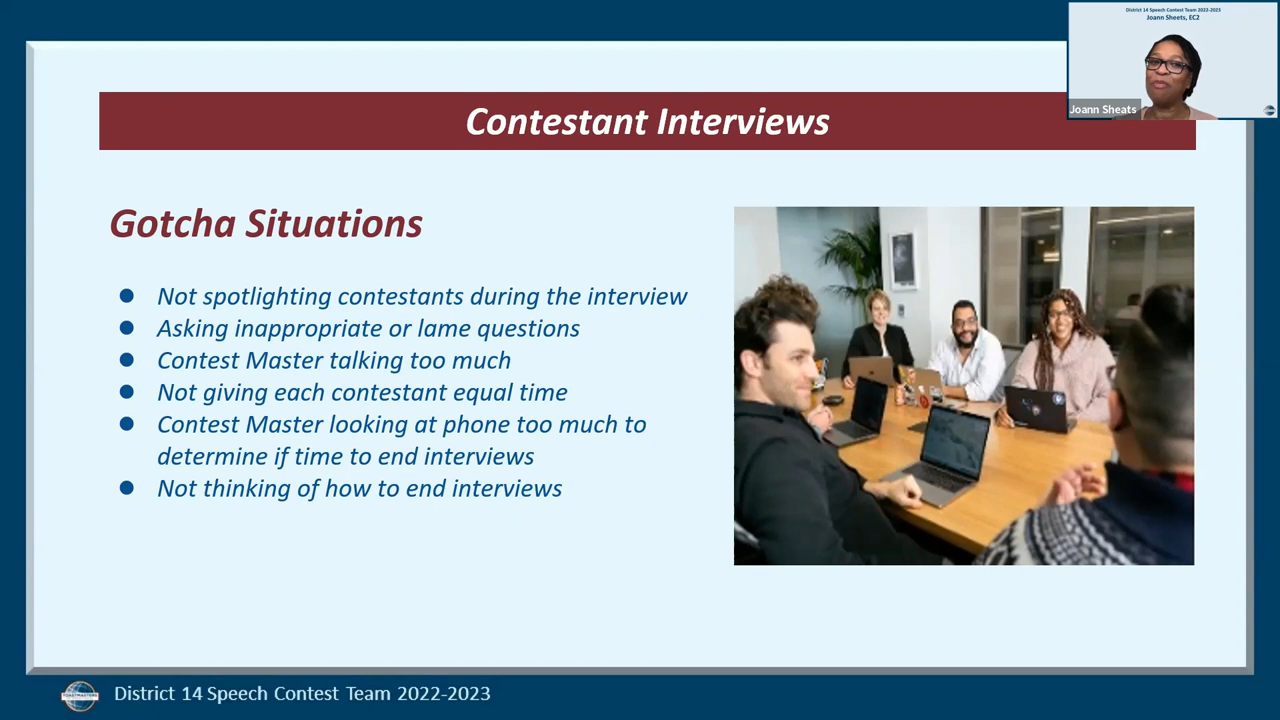 District 14 Speech Contest Team 2022-2023
Joann Sheets, EC2
Joann Sheats
Contestant Interviews
Gotcha Situations
● Not spotlighting contestants during the interview
● Asking inappropriate or lame questions
● Contest Master talking too much
● Not giving each contestant equal time
● Contest Master looking at phone too much to
determine if time to end interviews
● Not thinking of how to end interviews
TOASTMASTERS
District 14 Speech Contest Team 2022-2023